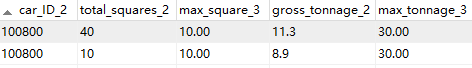 car_ID_2 total_squares_2 max_square_3 gross_tonnage_2 max_tonnage_3
100800 40 10.00 11.3 30.00
100800 10 10.00 8.9 30.00